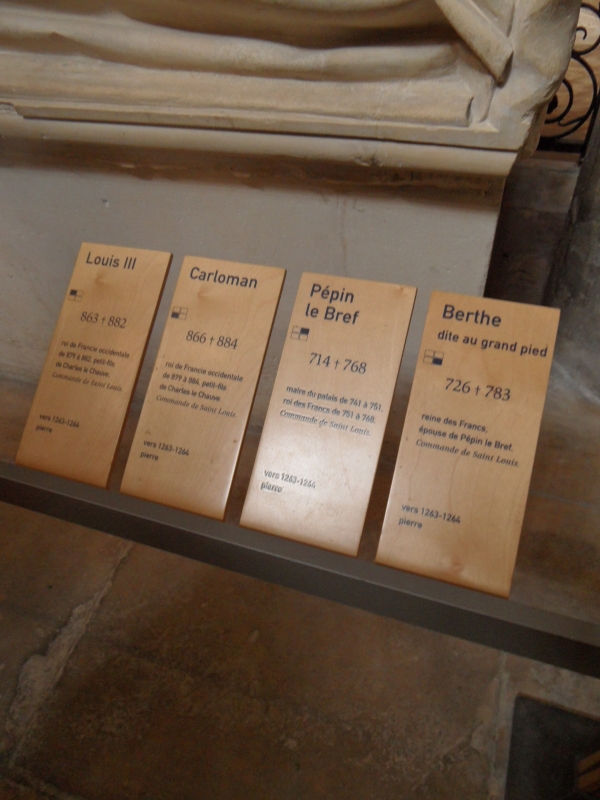 Louis III
863 † 882
roi de Francie occidentale
de 879 à 882, petit-fils
de Charles le Chauve.
Commande de Saint Louis.
vers 1263-1264
pierre
Carloman
866 † 884
roi de Francie occidentale
de 879 à 884, petit-fils
de Charles le Chauve.
Commande de Saint Louis.
vers 1263-1264
pierre
Pépin
le Bref
714 † 768
maire du palais de 741 à 751,
roi des Francs de 751 à 768.
Commande de Saint Louis.
vers 1263-1264
pierre
Berthe
dite au grand pied
726 † 783
reine des Francs,
épouse de Pépin le Bref.
Commande de Saint Louis.
vers 1263-1264
pierre